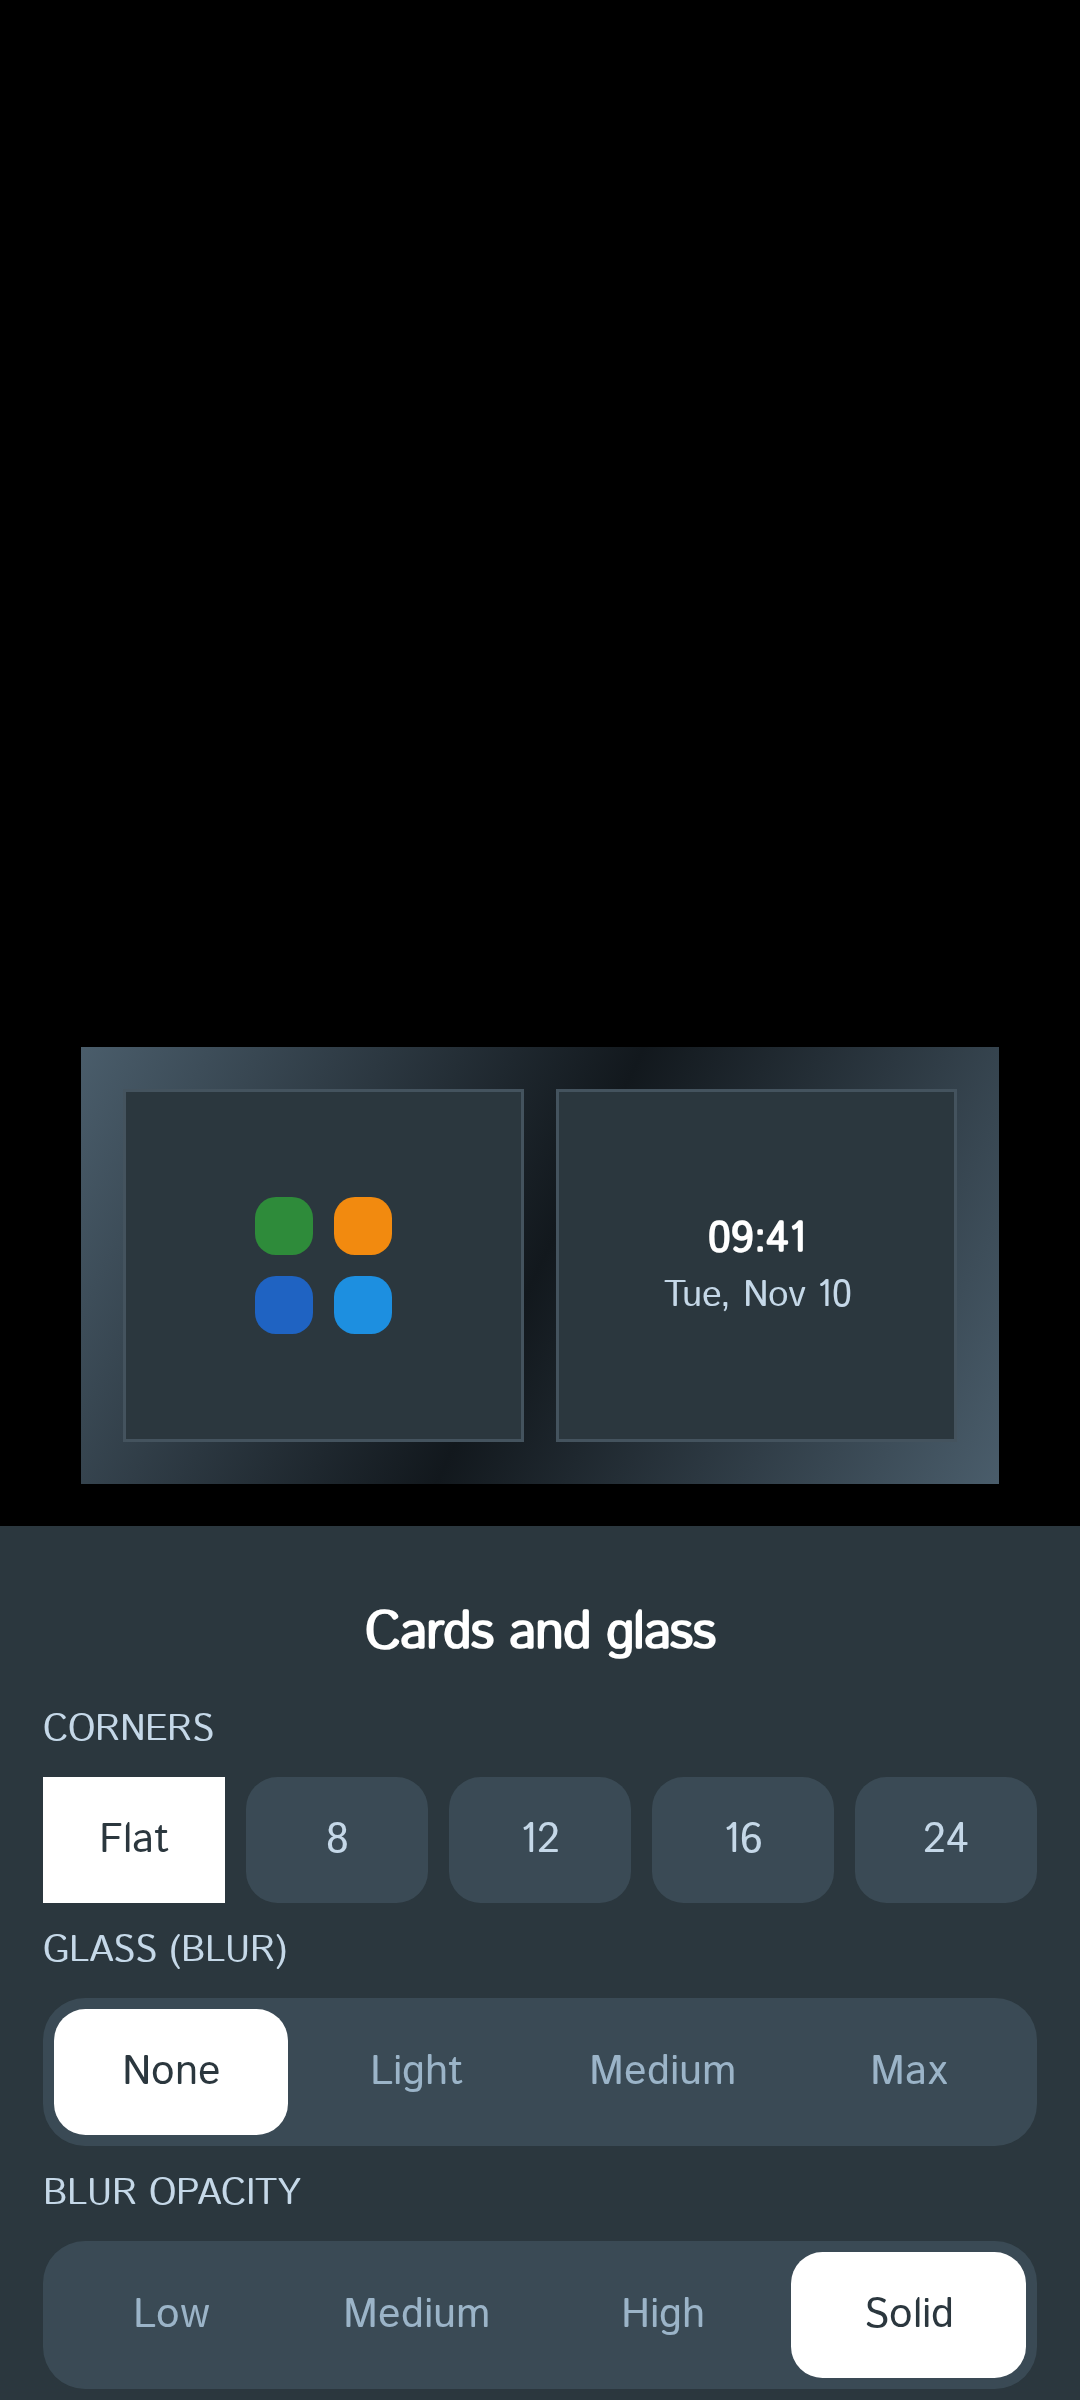 09:41
Tue, Nov 10
Cards and glass
CORNERS
Flat 8 12 16 24
GLASS (BLUR)
None Light Medium Max
BLUR OPACITY
Low Medium High Solid